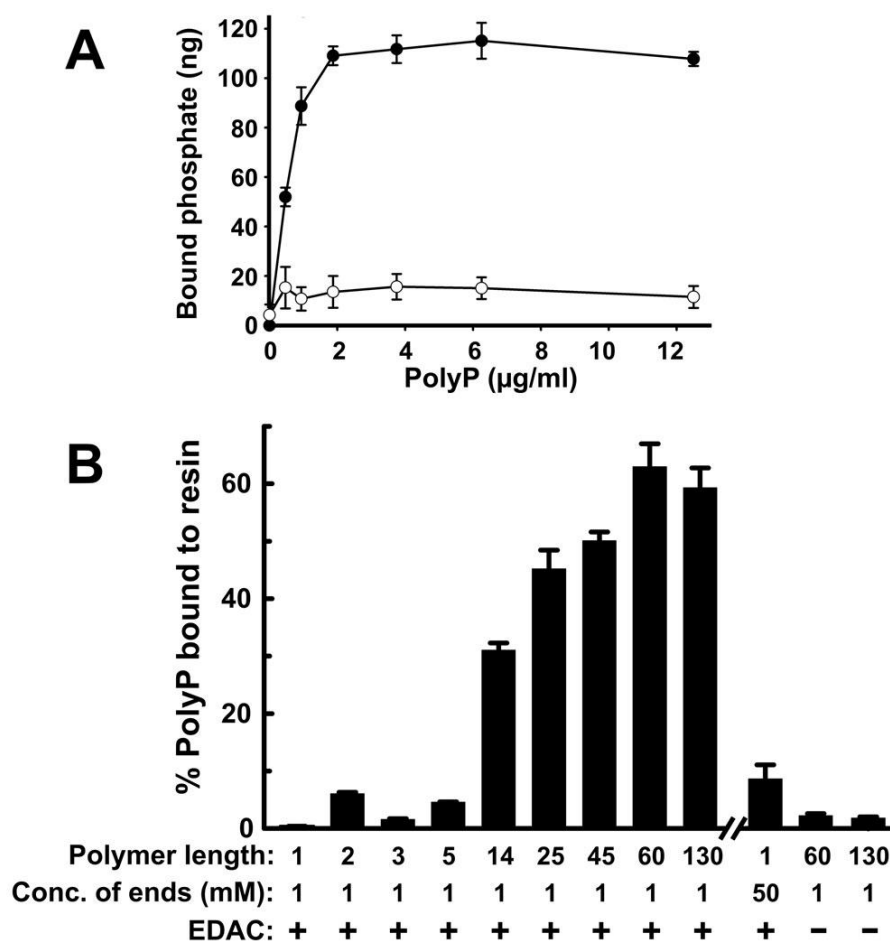 A
Bound phosphate (ng)
120
100
80
60
40
20
0
0 2 4 6 8 10 12
PolyP (µg/ml)
B
% PolyP bound to resin
60
40
20
0
Polymer length: 1 2 3 5 14 25 45 60 130 1 60 130
Conc. of ends (mM): 1 1 1 1 1 1 1 1 1 50 1 1
EDAC: + + + + + + + + + + − −